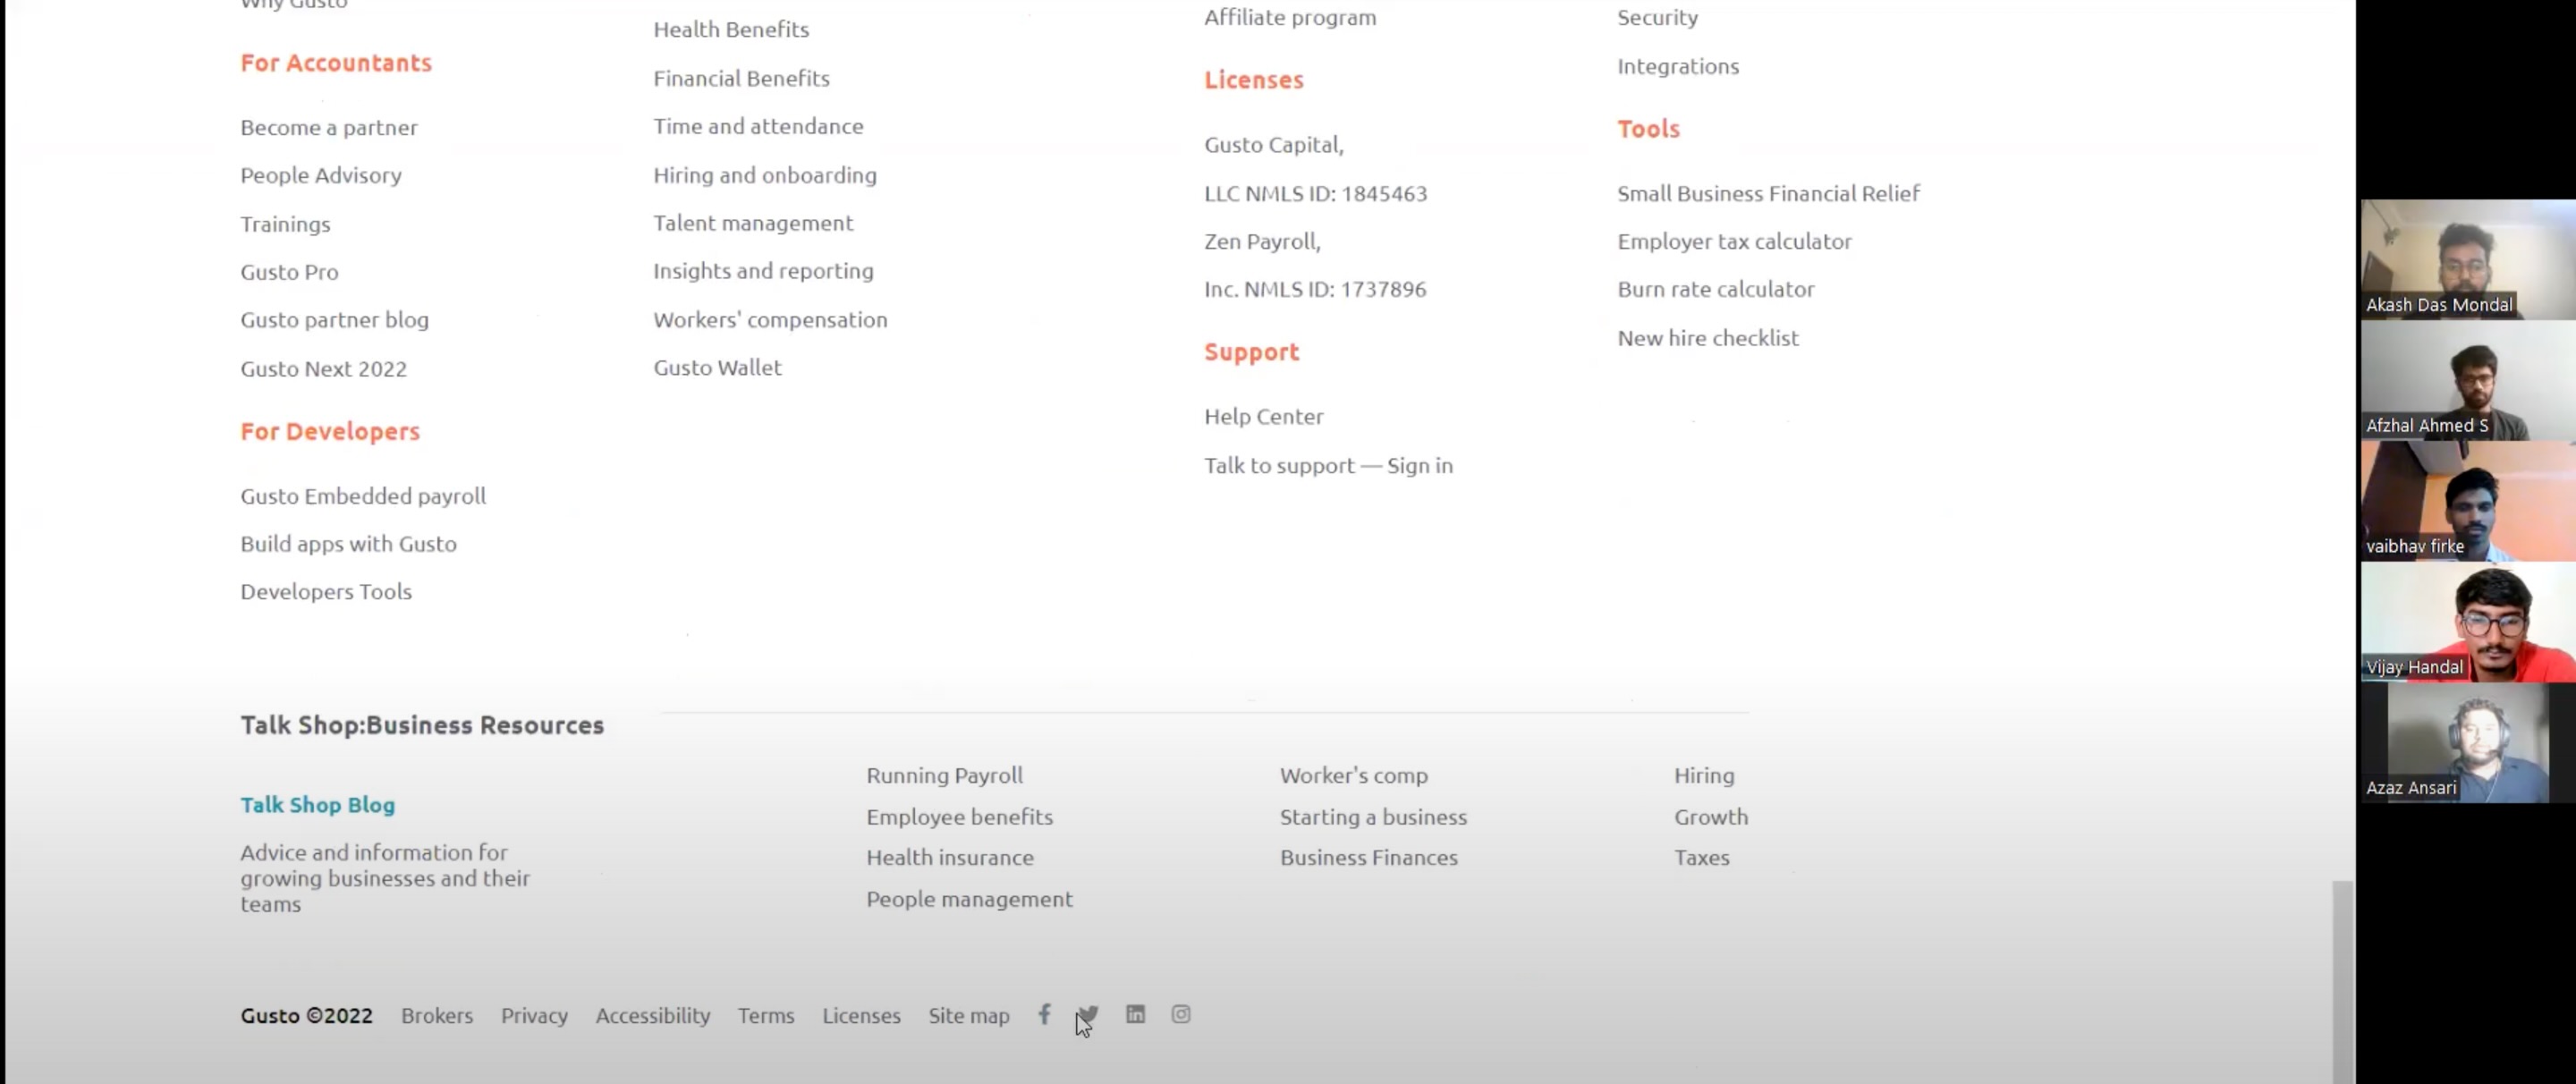 Why Gusto
For Accountants
Become a partner
People Advisory
Trainings
Gusto Pro
Gusto partner blog
Gusto Next 2022
For Developers
Gusto Embedded payroll
Build apps with Gusto
Developers Tools
Health Benefits
Financial Benefits
Time and attendance
Hiring and onboarding
Talent management
Insights and reporting
Workers' compensation
Gusto Wallet
Affiliate program
Licenses
Gusto Capital,
LLC NMLS ID: 1845463
Zen Payroll,
Inc. NMLS ID: 1737896
Support
Help Center
Talk to support — Sign in
Security
Integrations
Tools
Small Business Financial Relief
Employer tax calculator
Burn rate calculator
New hire checklist
Talk Shop:Business Resources
Talk Shop Blog
Advice and information for
growing businesses and their
teams
Running Payroll
Employee benefits
Health insurance
People management
Worker's comp
Starting a business
Business Finances
Hiring
Growth
Taxes
Gusto ©2022 Brokers Privacy Accessibility Terms Licenses Site map
Akash Das Mondal
Afzhal Ahmed S
vaibhav firke
Vijay Handal
Azaz Ansari